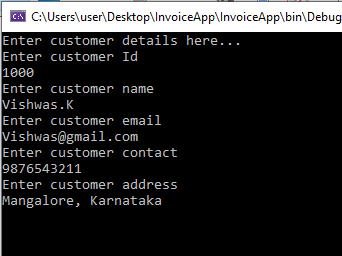 C:\Users\user\Desktop\InvoiceApp\InvoiceApp\bin\Debug
Enter customer details here...
Enter customer Id
1000
Enter customer name
Vishwas.K
Enter customer email
Vishwas@gmail.com
Enter customer contact
9876543211
Enter customer address
Mangalore, Karnataka